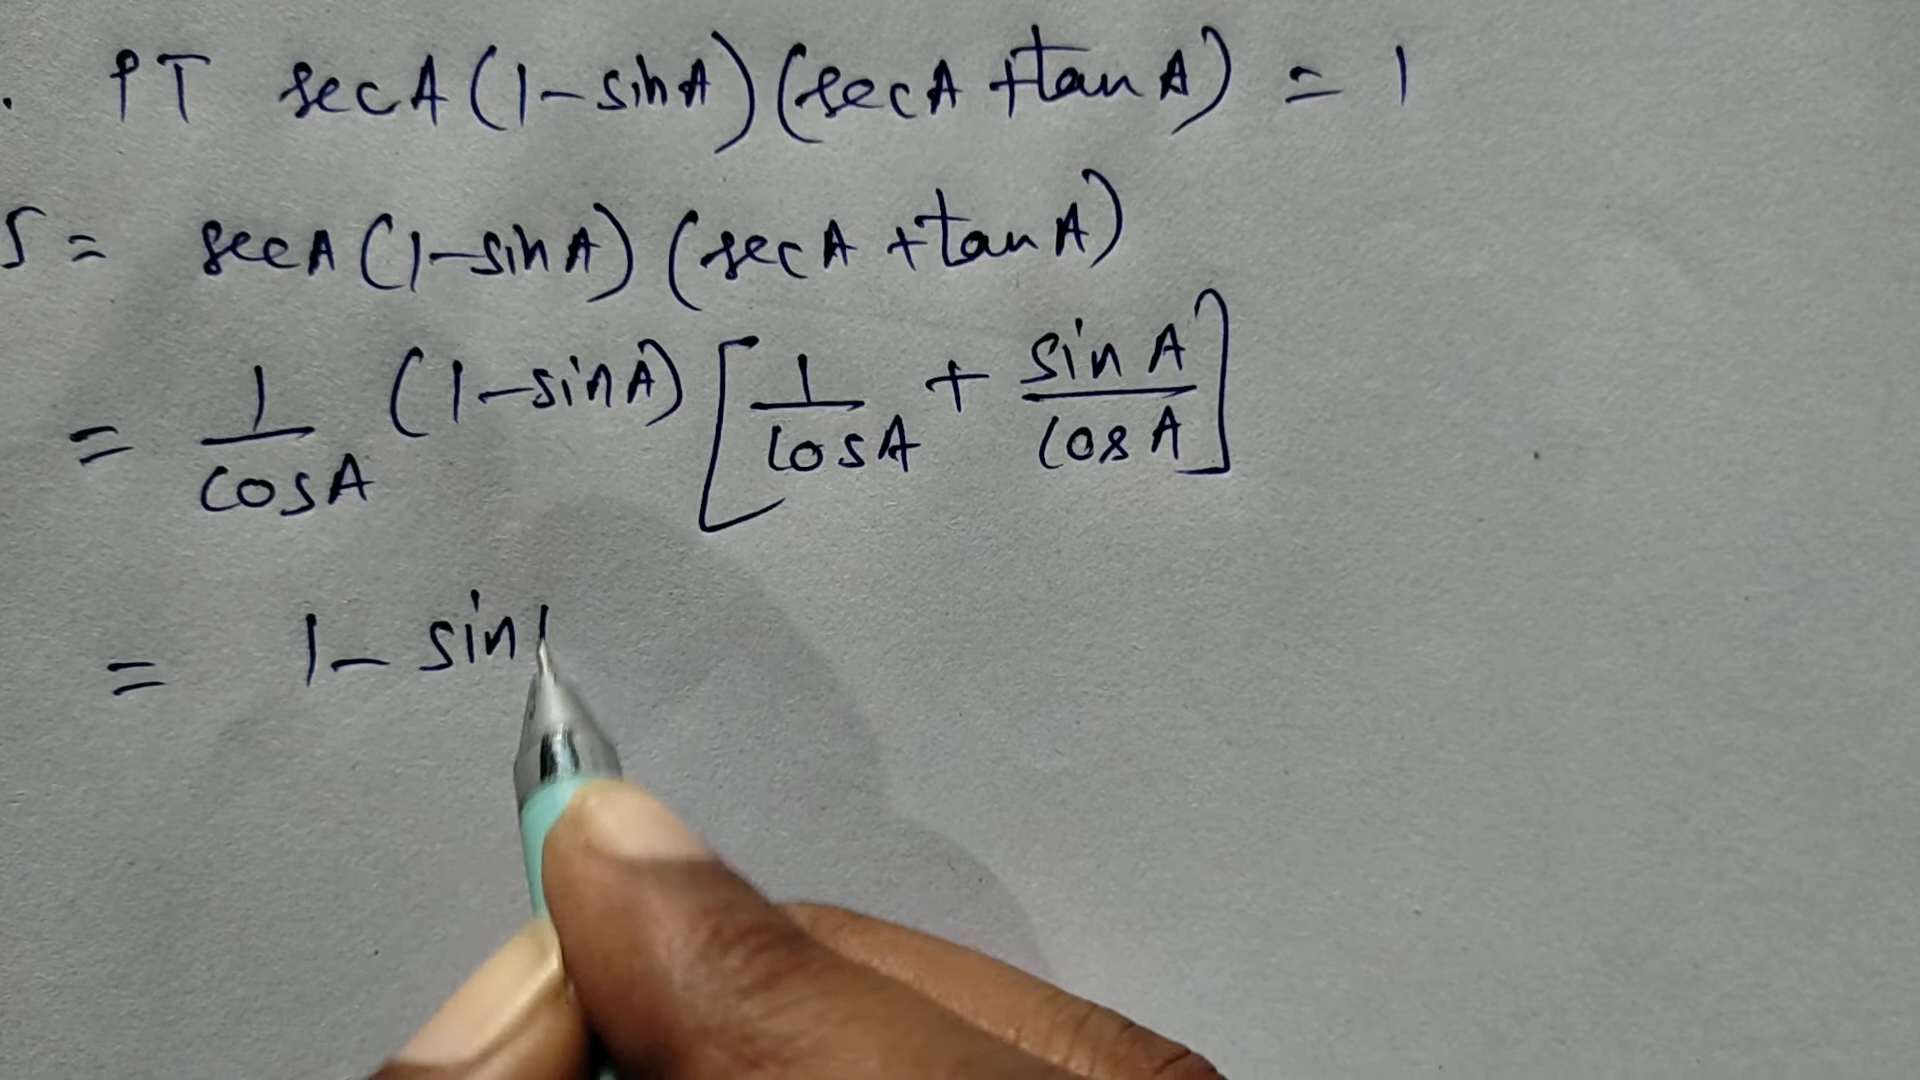 . PT secA(1-sinA)(secA+tanA) = 1
S = secA(1-sinA)(secA+tanA)
= 1/cosA (1-sinA)[1/cosA + sinA/cosA]
= 1-sin